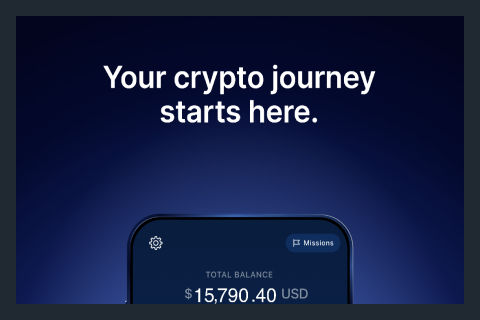 Your crypto journey
starts here.
Missions
TOTAL BALANCE
$15,790.40 USD